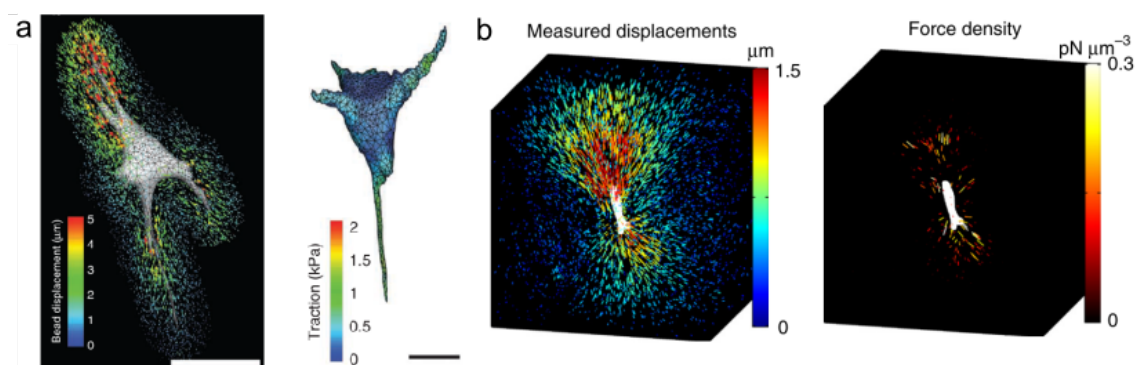 a
Bead displacement (μm)
5
4
3
2
1
0
Traction (kPa)
2
1.5
1
0.5
0
b
Measured displacements
μm
1.5
0
Force density
pN μm⁻³
0.3
0